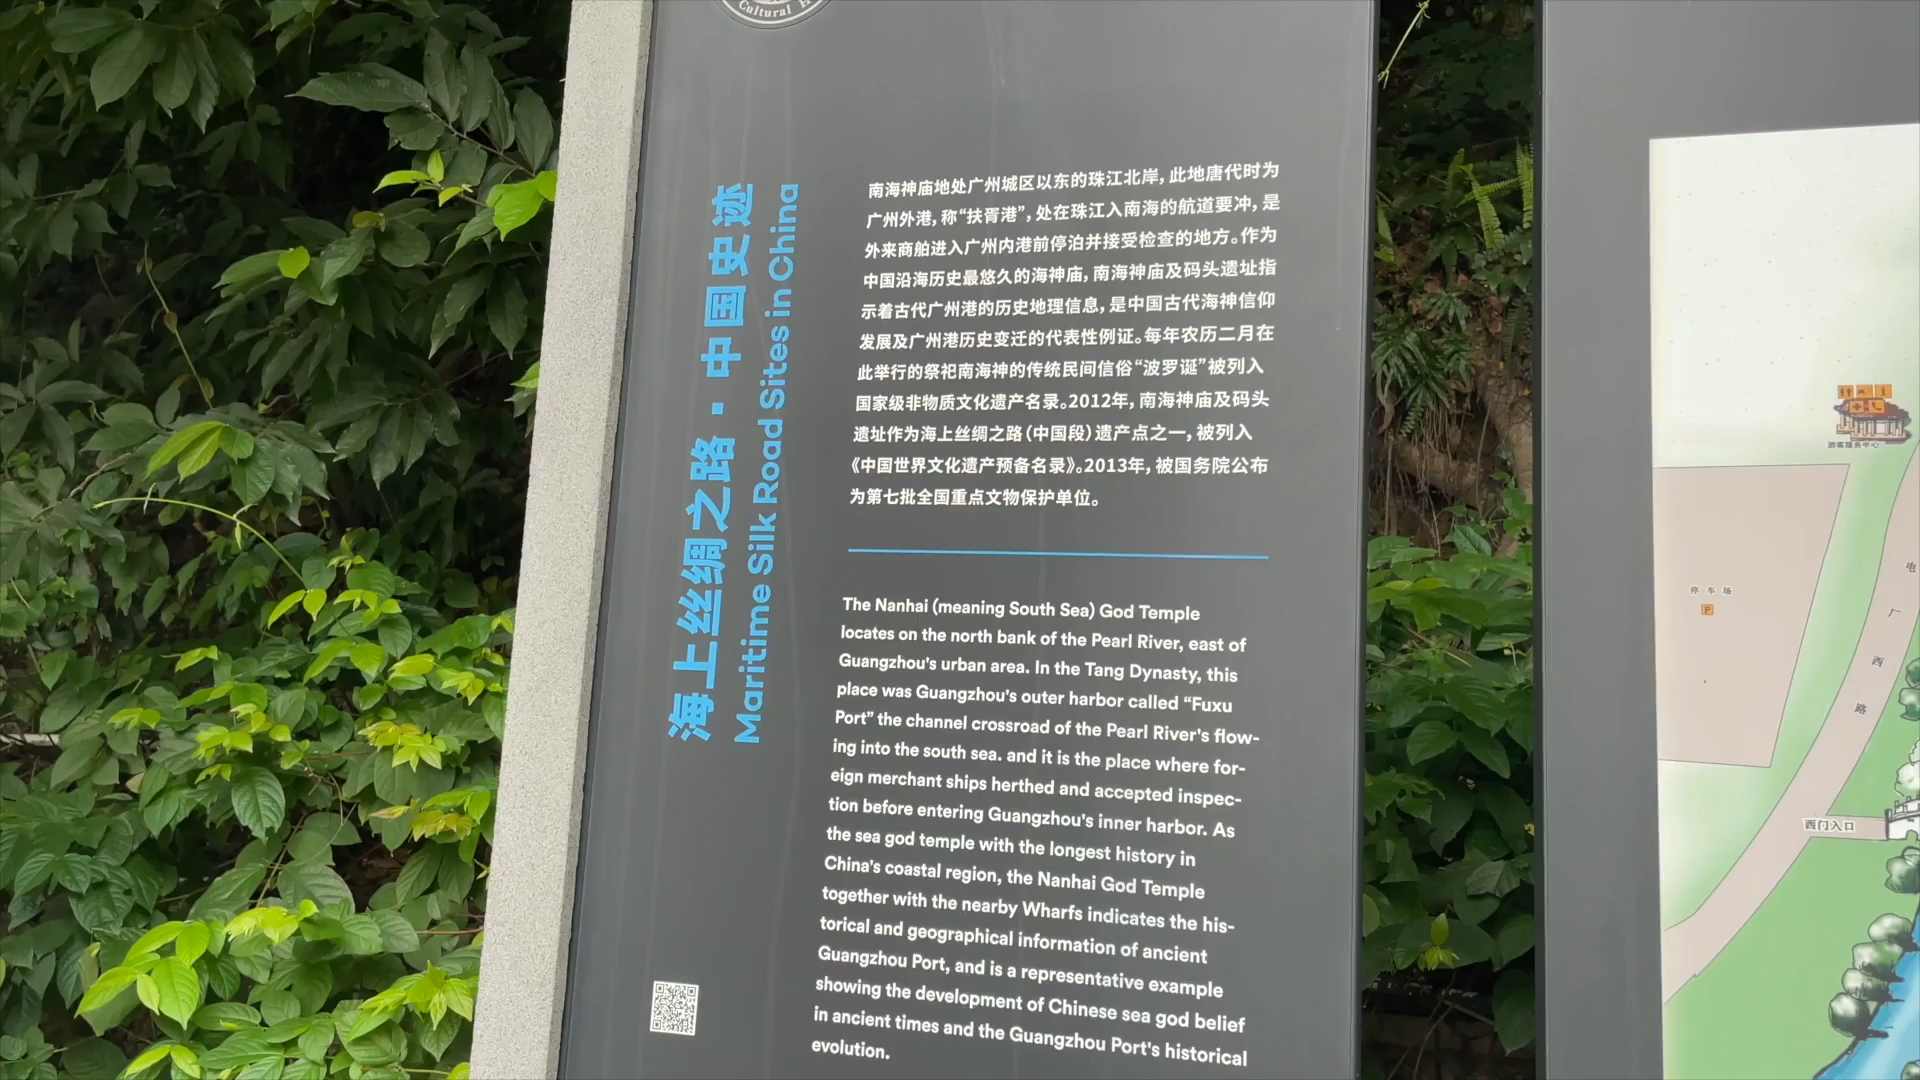 Cultural H
海上丝绸之路·中国史迹
Maritime Silk Road Sites in China
南海神庙地处广州城区以东的珠江北岸，此地唐代时为
广州外港，称“扶胥港”，处在珠江入南海的航道要冲，是
外来商舶进入广州内港前停泊并接受检查的地方。作为
中国沿海历史最悠久的海神庙，南海神庙及码头遗址指
示着古代广州港的历史地理信息，是中国古代海神信仰
发展及广州港历史变迁的代表性例证。每年农历二月在
此举行的祭祀南海神的传统民间信俗“波罗诞”被列入
国家级非物质文化遗产名录。2012年，南海神庙及码头
遗址作为海上丝绸之路（中国段）遗产点之一，被列入
《中国世界文化遗产预备名录》。2013年，被国务院公布
为第七批全国重点文物保护单位。
The Nanhai (meaning South Sea) God Temple
locates on the north bank of the Pearl River, east of
Guangzhou's urban area. In the Tang Dynasty, this
place was Guangzhou's outer harbor called “Fuxu
Port” the channel crossroad of the Pearl River's flow-
ing into the south sea. and it is the place where for-
eign merchant ships herthed and accepted inspec-
tion before entering Guangzhou's inner harbor. As
the sea god temple with the longest history in
China's coastal region, the Nanhai God Temple
together with the nearby Wharfs indicates the his-
torical and geographical information of ancient
Guangzhou Port, and is a representative example
showing the development of Chinese sea god belief
in ancient times and the Guangzhou Port's historical
evolution.
游客服务中心
停车场
P
电厂西路
西门入口